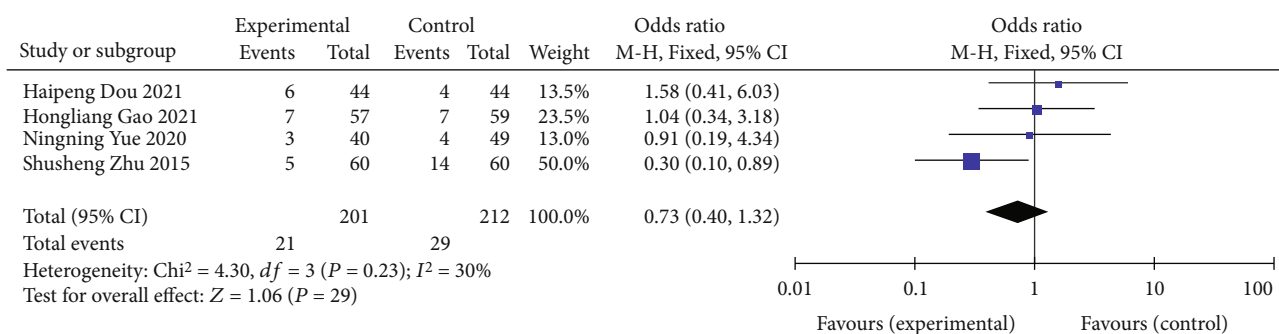 Experimental Control Odds ratio Odds ratio
Study or subgroup Events Total Events Total Weight M-H, Fixed, 95% CI M-H, Fixed, 95% CI
Haipeng Dou 2021 6 44 4 44 13.5% 1.58 (0.41, 6.03)
Hongliang Gao 2021 7 57 7 59 23.5% 1.04 (0.34, 3.18)
Ningning Yue 2020 3 40 4 49 13.0% 0.91 (0.19, 4.34)
Shusheng Zhu 2015 5 60 14 60 50.0% 0.30 (0.10, 0.89)
Total (95% CI) 201 212 100.0% 0.73 (0.40, 1.32)
Total events 21 29
Heterogeneity: Chi² = 4.30, df = 3 (P = 0.23); I² = 30%
Test for overall effect: Z = 1.06 (P = 29)
0.01 0.1 1 10 100
Favours (experimental) Favours (control)